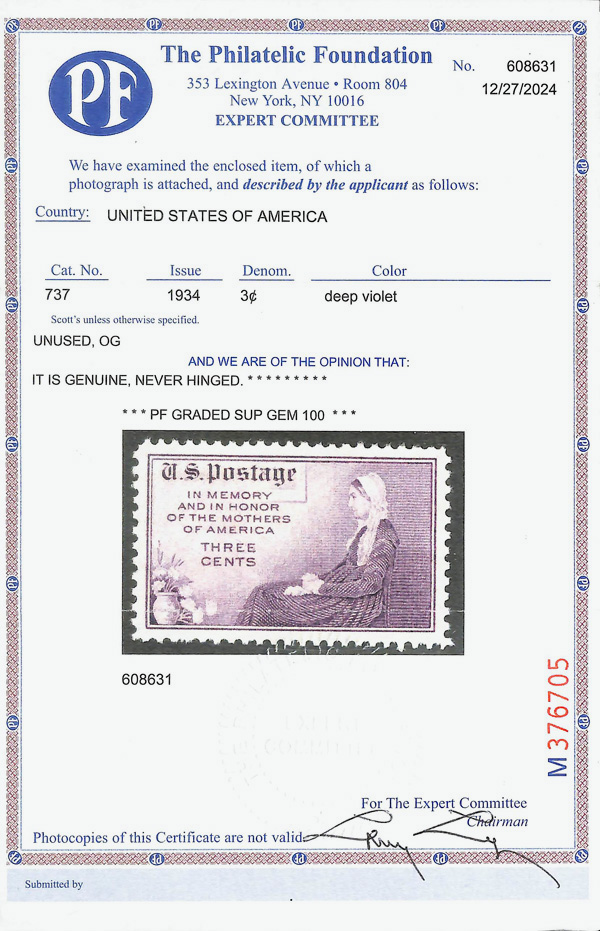 PF
The Philatelic Foundation
353 Lexington Avenue • Room 804
New York, NY 10016
EXPERT COMMITTEE
No. 608631
12/27/2024
We have examined the enclosed item, of which a
photograph is attached, and described by the applicant as follows:
Country: UNITED STATES OF AMERICA
Cat. No. Issue Denom. Color
737 1934 3¢ deep violet
Scott's unless otherwise specified.
UNUSED, OG
AND WE ARE OF THE OPINION THAT:
IT IS GENUINE, NEVER HINGED. * * * * * * * * *
* * * PF GRADED SUP GEM 100 * * *
U.S. Postage
IN MEMORY
AND IN HONOR
OF THE MOTHERS
OF AMERICA
THREE
CENTS
608631
M 376705
For The Expert Committee
Chairman
Photocopies of this Certificate are not valid
Submitted by